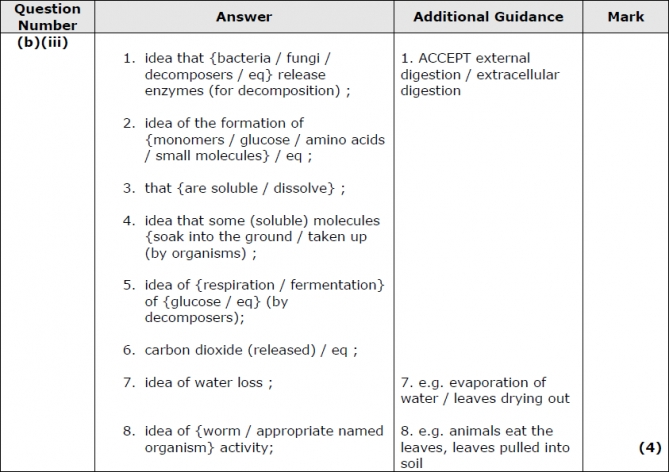 Question Number
Answer
Additional Guidance
Mark
(b)(iii)
1. idea that {bacteria / fungi /
decomposers / eq} release
enzymes (for decomposition) ;
1. ACCEPT external
digestion / extracellular
digestion
2. idea of the formation of
{monomers / glucose / amino acids
/ small molecules} / eq ;
3. that {are soluble / dissolve} ;
4. idea that some (soluble) molecules
{soak into the ground / taken up
(by organisms) ;
5. idea of {respiration / fermentation}
of {glucose / eq} (by
decomposers);
6. carbon dioxide (released) / eq ;
7. idea of water loss ;
7. e.g. evaporation of
water / leaves drying out
8. idea of {worm / appropriate named
organism} activity;
8. e.g. animals eat the
leaves, leaves pulled into
soil
(4)